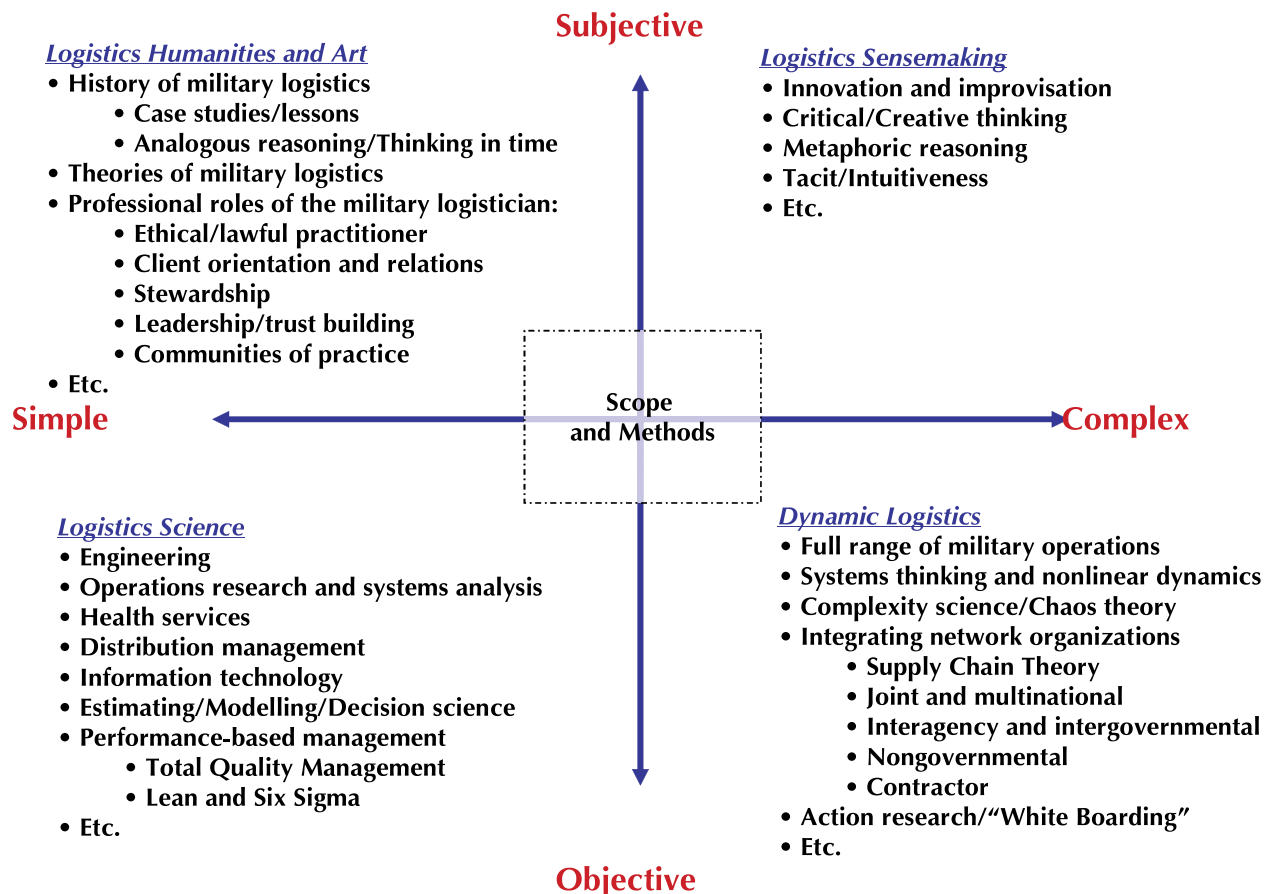 Subjective
Logistics Humanities and Art
• History of military logistics
• Case studies/lessons
• Analogous reasoning/Thinking in time
• Theories of military logistics
• Professional roles of the military logistician:
• Ethical/lawful practitioner
• Client orientation and relations
• Stewardship
• Leadership/trust building
• Communities of practice
• Etc.
Logistics Sensemaking
• Innovation and improvisation
• Critical/Creative thinking
• Metaphoric reasoning
• Tacit/Intuitiveness
• Etc.
Simple
Scope
and Methods
Complex
Logistics Science
• Engineering
• Operations research and systems analysis
• Health services
• Distribution management
• Information technology
• Estimating/Modelling/Decision science
• Performance-based management
• Total Quality Management
• Lean and Six Sigma
• Etc.
Dynamic Logistics
• Full range of military operations
• Systems thinking and nonlinear dynamics
• Complexity science/Chaos theory
• Integrating network organizations
• Supply Chain Theory
• Joint and multinational
• Interagency and intergovernmental
• Nongovernmental
• Contractor
• Action research/“White Boarding”
• Etc.
Objective